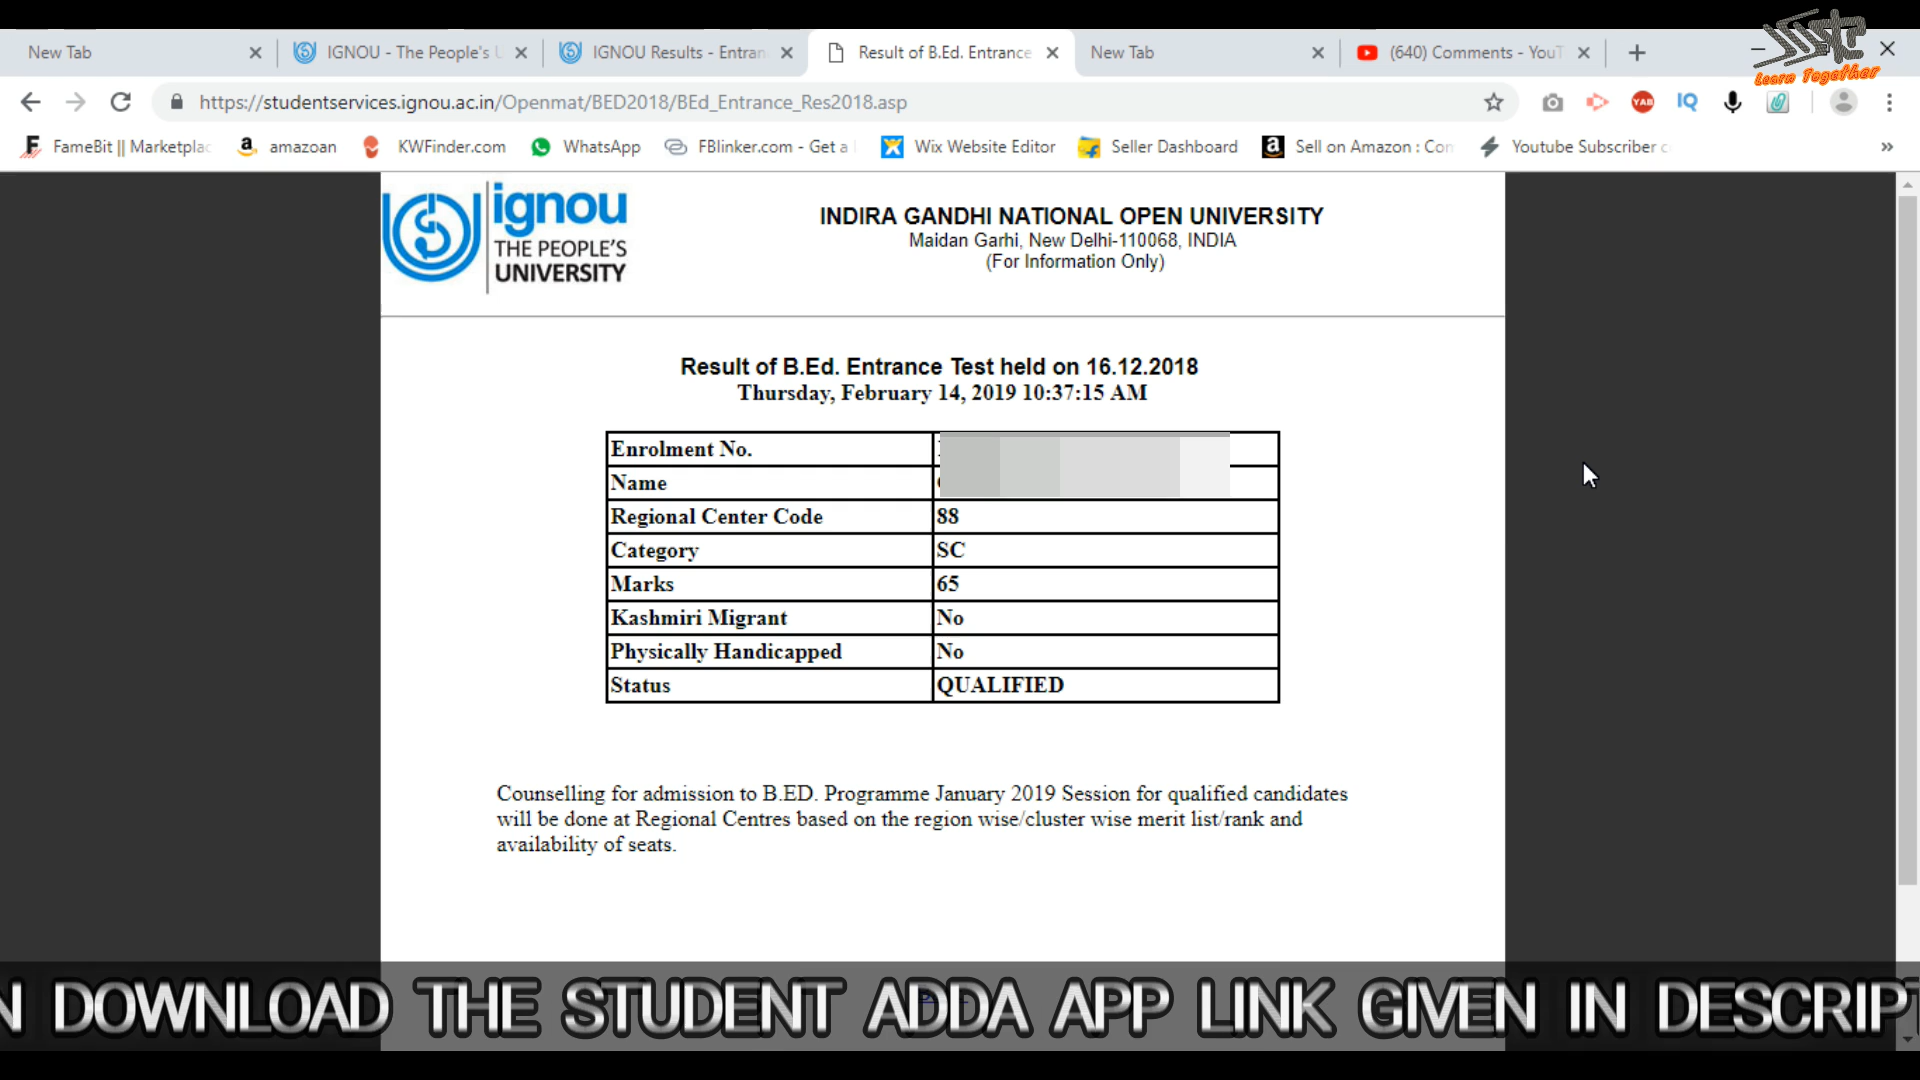 New Tab
IGNOU - The People's
IGNOU Results - Entran
Result of B.Ed. Entrance
New Tab
(640) Comments - YouT
Learn Together
https://studentservices.ignou.ac.in/Openmat/BED2018/BEd_Entrance_Res2018.asp
YAB
IQ
FameBit || Marketplac
amazoan
KWFinder.com
WhatsApp
FBlinker.com - Get a
Wix Website Editor
Seller Dashboard
Sell on Amazon : Con
Youtube Subscriber c
»
ignou
THE PEOPLE'S
UNIVERSITY
INDIRA GANDHI NATIONAL OPEN UNIVERSITY
Maidan Garhi, New Delhi-110068, INDIA
(For Information Only)
Result of B.Ed. Entrance Test held on 16.12.2018
Thursday, February 14, 2019 10:37:15 AM
Enrolment No.
Name
Regional Center Code 88
Category SC
Marks 65
Kashmiri Migrant No
Physically Handicapped No
Status QUALIFIED
Counselling for admission to B.ED. Programme January 2019 Session for qualified candidates
will be done at Regional Centres based on the region wise/cluster wise merit list/rank and
availability of seats.
N DOWNLOAD THE STUDENT ADDA APP LINK GIVEN IN DESCRIPT